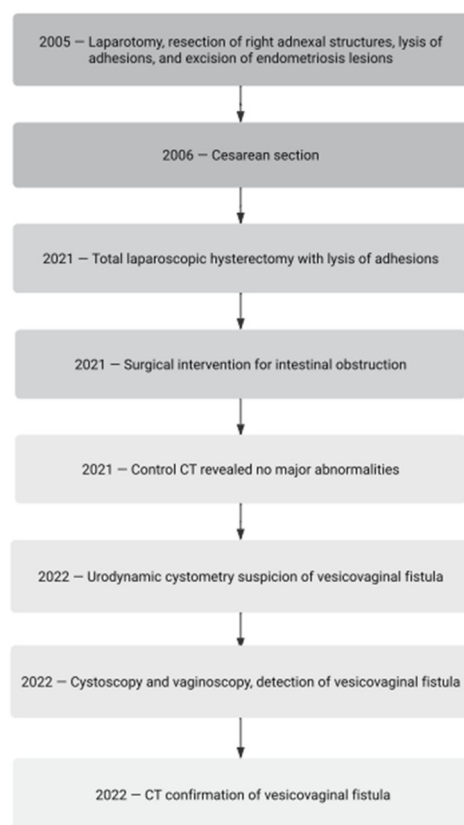 2005 — Laparotomy, resection of right adnexal structures, lysis of
adhesions, and excision of endometriosis lesions
2006 — Cesarean section
2021 — Total laparoscopic hysterectomy with lysis of adhesions
2021 — Surgical intervention for intestinal obstruction
2021 — Control CT revealed no major abnormalities
2022 — Urodynamic cystometry suspicion of vesicovaginal fistula
2022 — Cystoscopy and vaginoscopy, detection of vesicovaginal fistula
2022 — CT confirmation of vesicovaginal fistula